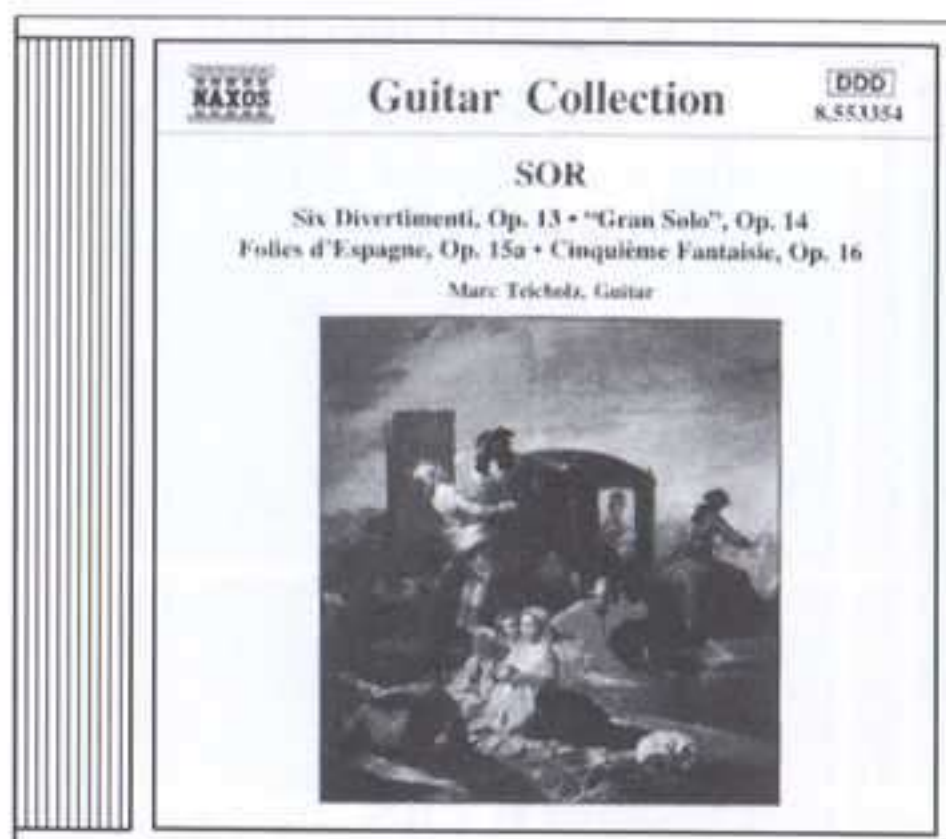 NAXOS
Guitar Collection
DDD
8.553354
SOR
Six Divertimenti, Op. 13 • "Gran Solo", Op. 14
Folies d'Espagne, Op. 15a • Cinquième Fantaisie, Op. 16
Marc Teicholz, Guitar